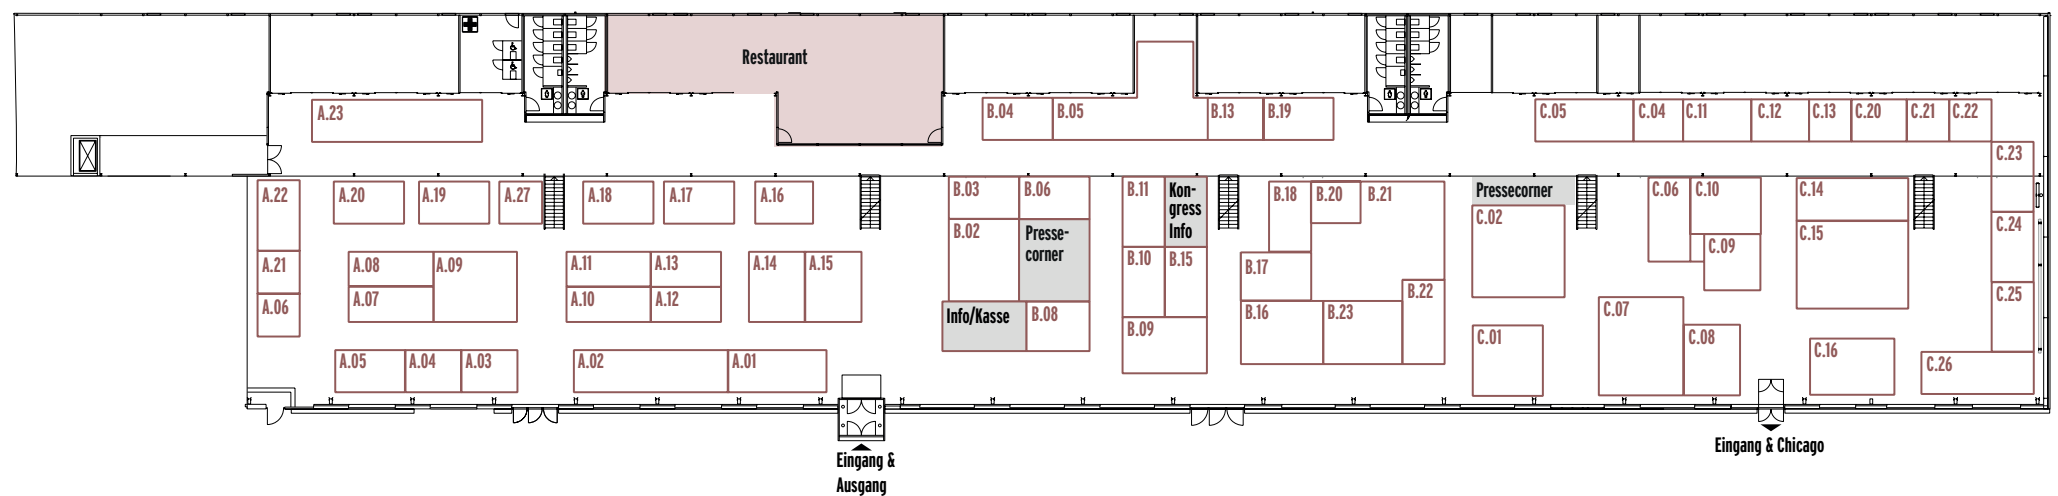 Restaurant
A.23
B.04
B.05
B.13
B.19
C.05
C.04
C.11
C.12
C.13
C.20
C.21
C.22
C.23
A.22
A.20
A.19
A.27
A.18
A.17
A.16
B.03
B.06
B.11
Kon-
gress
Info
B.18
B.20
B.21
Pressecorner
C.02
C.06
C.10
C.14
B.02
Presse-
corner
C.15
C.24
C.09
A.21
A.08
A.09
A.11
A.13
A.14
A.15
B.10
B.15
B.17
A.06
A.07
A.10
A.12
Info/Kasse
B.08
B.09
B.16
B.23
B.22
C.25
C.07
C.01
C.08
C.16
C.26
A.05
A.04
A.03
A.02
A.01
Eingang &
Ausgang
Eingang & Chicago